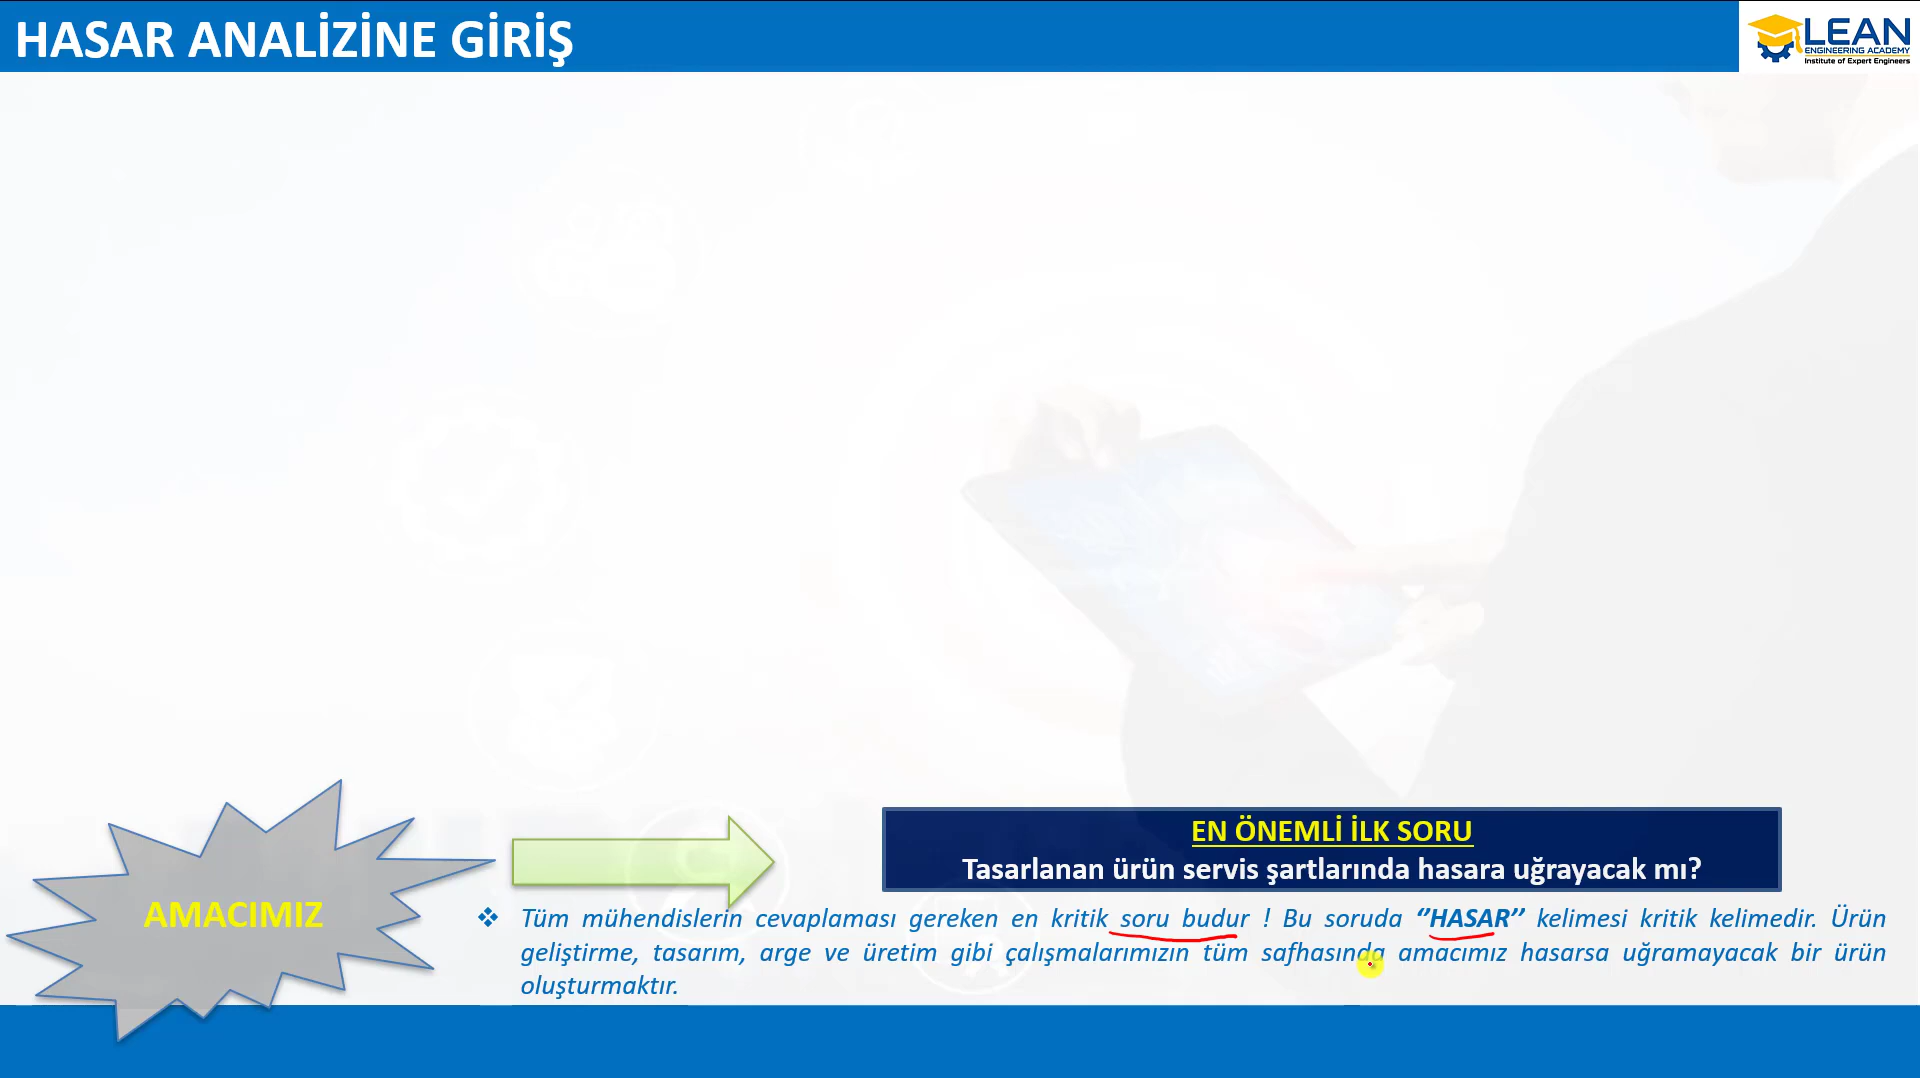 HASAR ANALİZİNE GİRİŞ
LEAN
ENGINEERING ACADEMY
Institute of Expert Engineers
EN ÖNEMLİ İLK SORU
Tasarlanan ürün servis şartlarında hasara uğrayacak mı?
AMACIMIZ
❖ Tüm mühendislerin cevaplaması gereken en kritik soru budur ! Bu soruda ‘’HASAR’’ kelimesi kritik kelimedir. Ürün
geliştirme, tasarım, arge ve üretim gibi çalışmalarımızın tüm safhasında amacımız hasarsa uğramayacak bir ürün
oluşturmaktır.